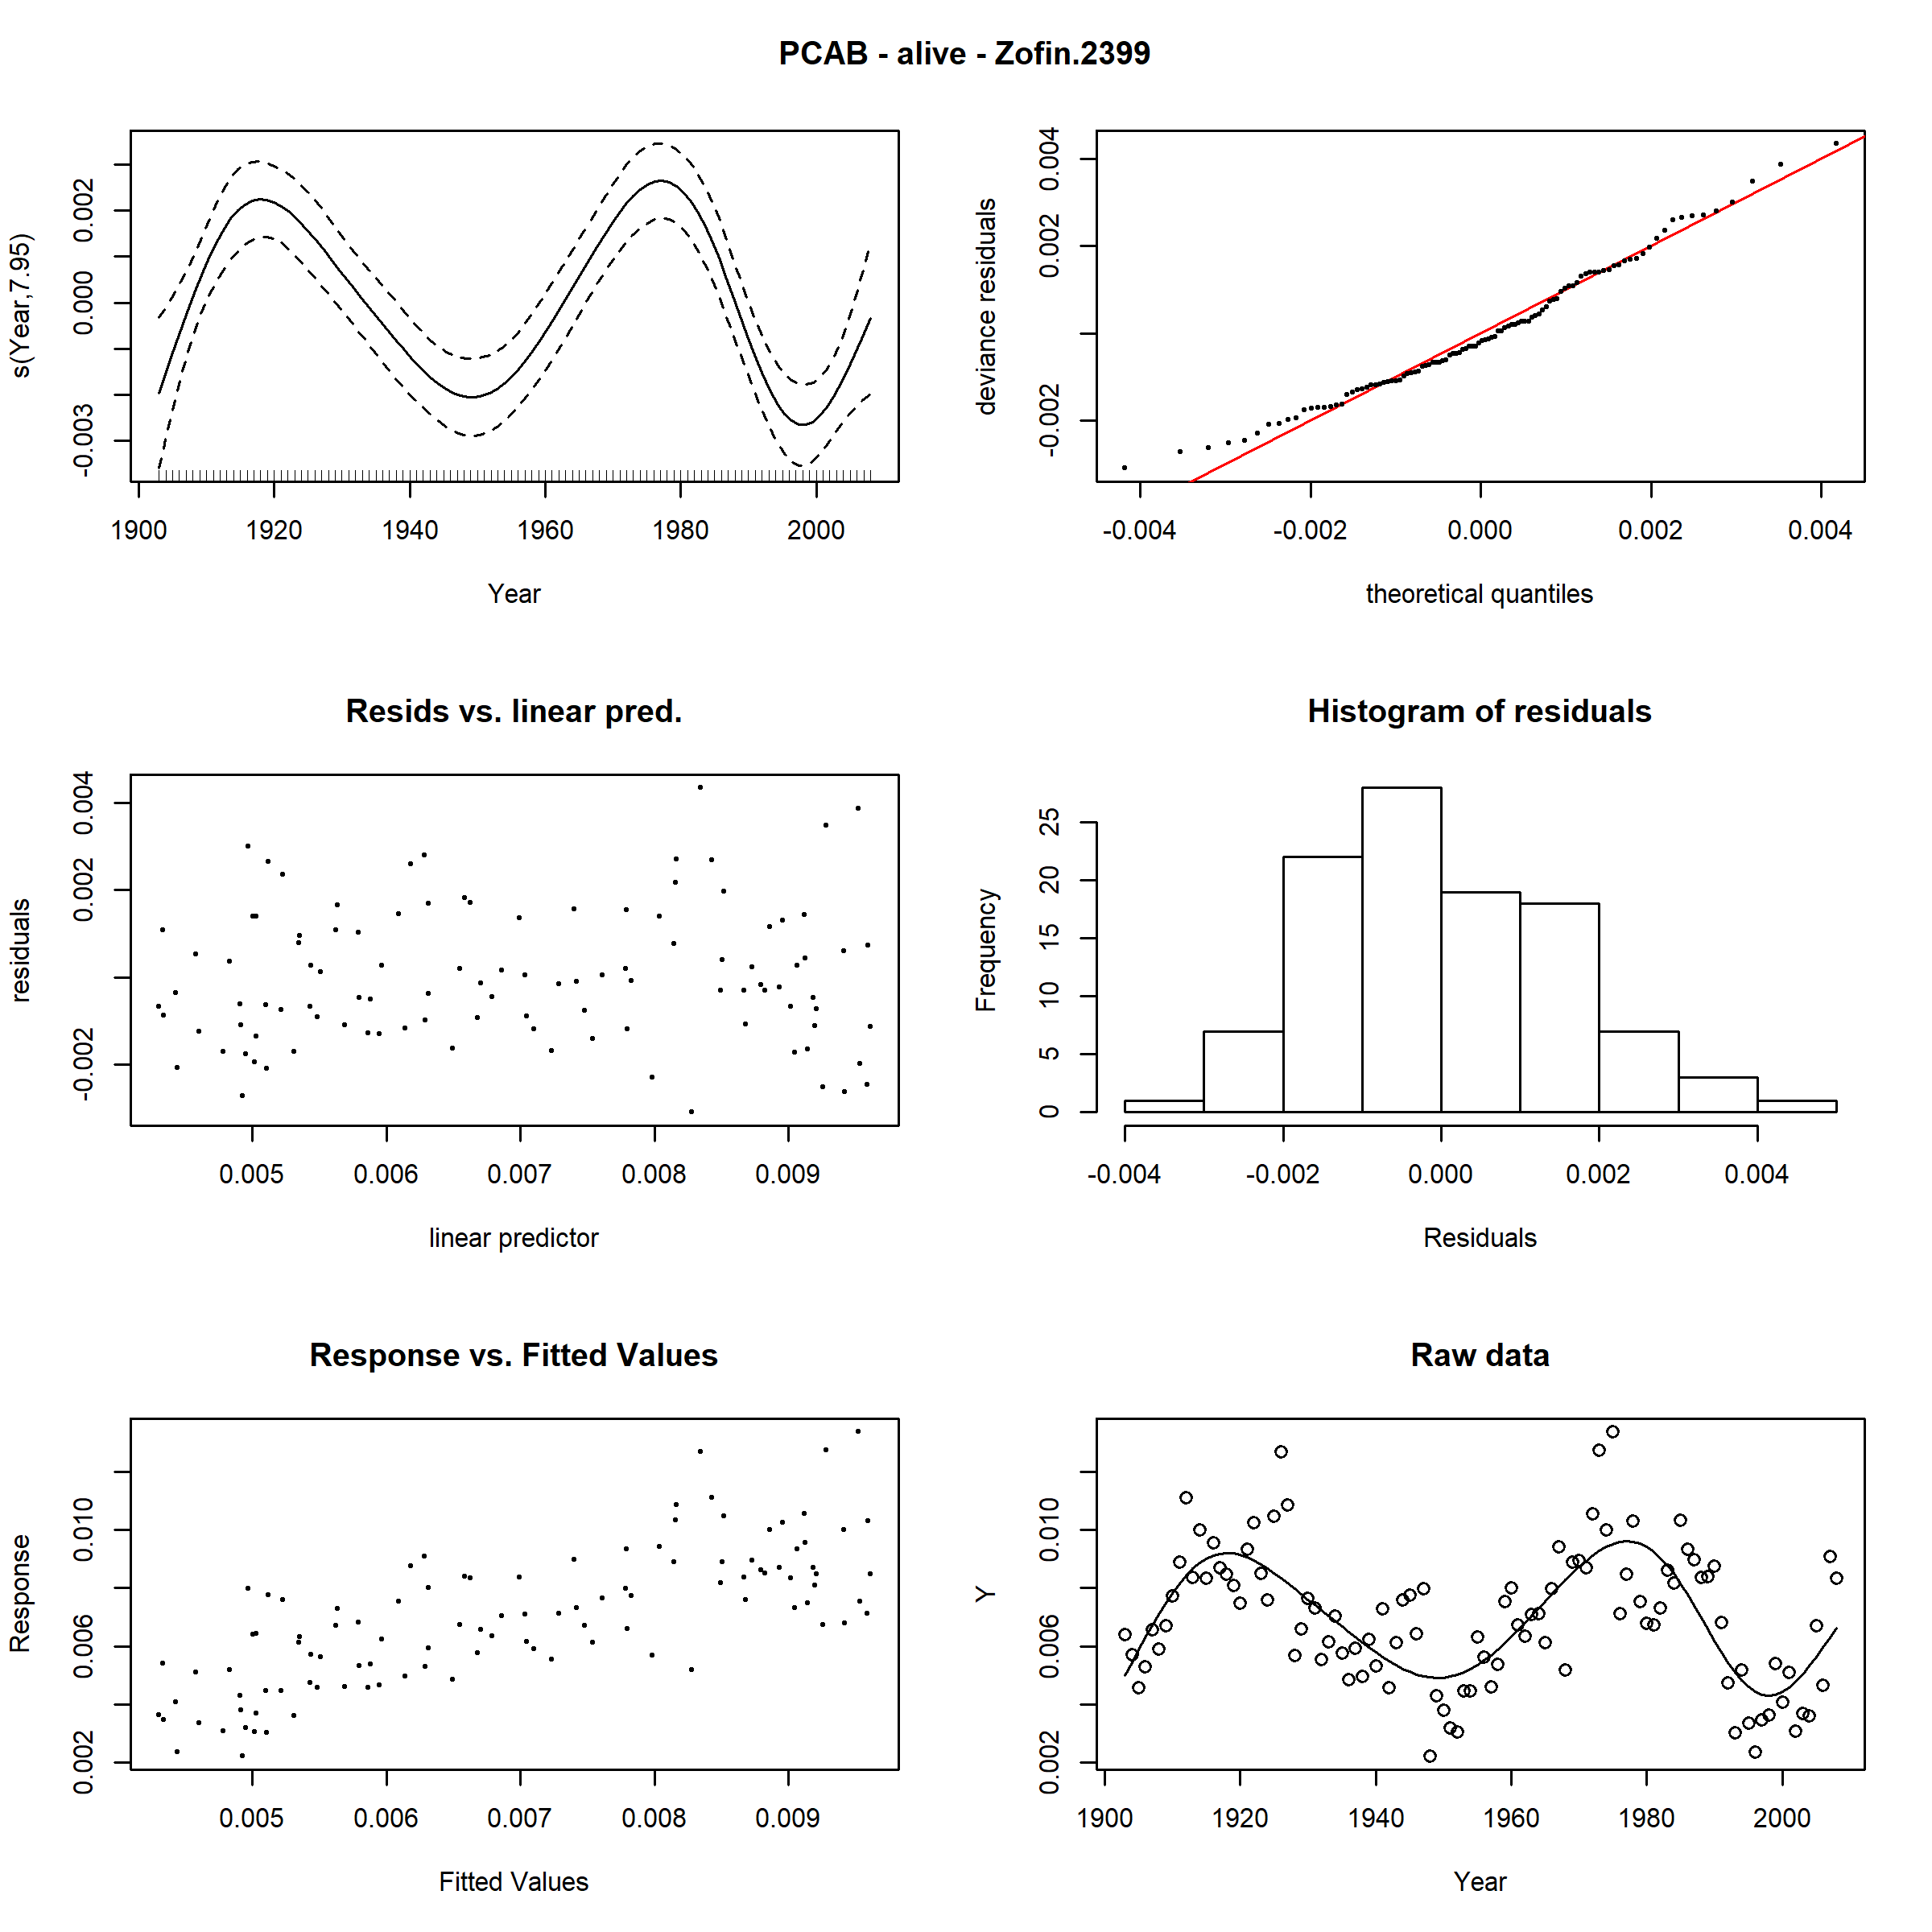 PCAB - alive - Zofin.2399
s(Year,7.95)
-0.003 0.000 0.002
1900 1920 1940 1960 1980 2000
Year
deviance residuals
-0.002 0.002 0.004
-0.004 -0.002 0.000 0.002 0.004
theoretical quantiles
Resids vs. linear pred.
residuals
-0.002 0.002 0.004
0.005 0.006 0.007 0.008 0.009
linear predictor
Histogram of residuals
Frequency
0 5 10 15 20 25
-0.004 -0.002 0.000 0.002 0.004
Residuals
Response vs. Fitted Values
Response
0.002 0.006 0.010
0.005 0.006 0.007 0.008 0.009
Fitted Values
Raw data
Y
0.002 0.006 0.010
1900 1920 1940 1960 1980 2000
Year